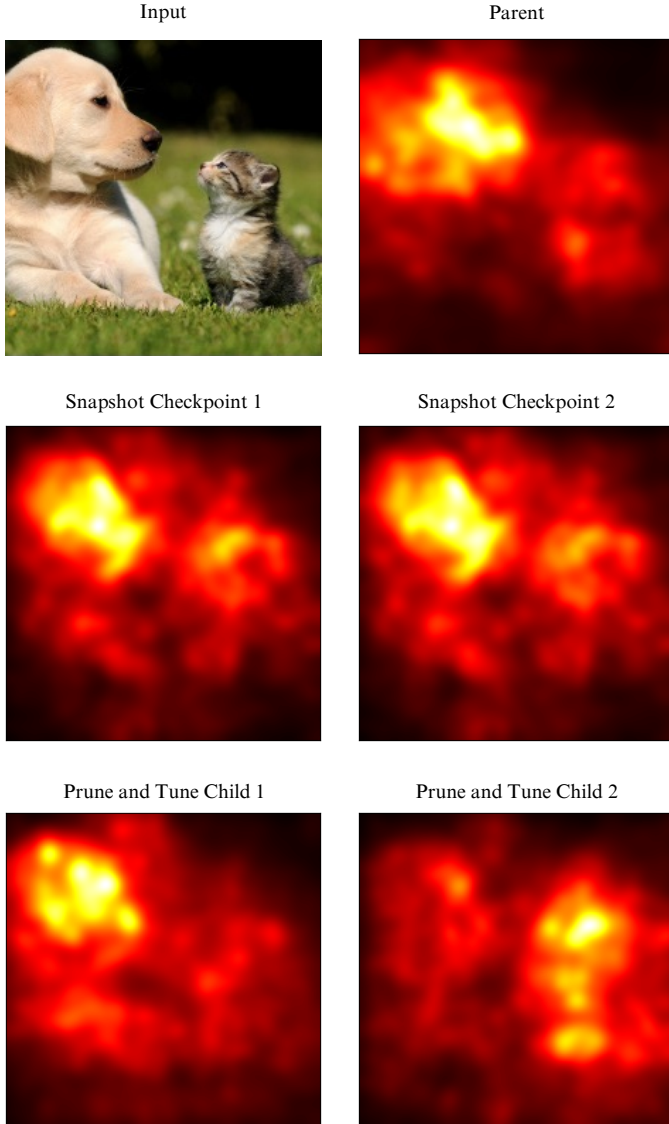 Input
Parent
Snapshot Checkpoint 1
Snapshot Checkpoint 2
Prune and Tune Child 1
Prune and Tune Child 2